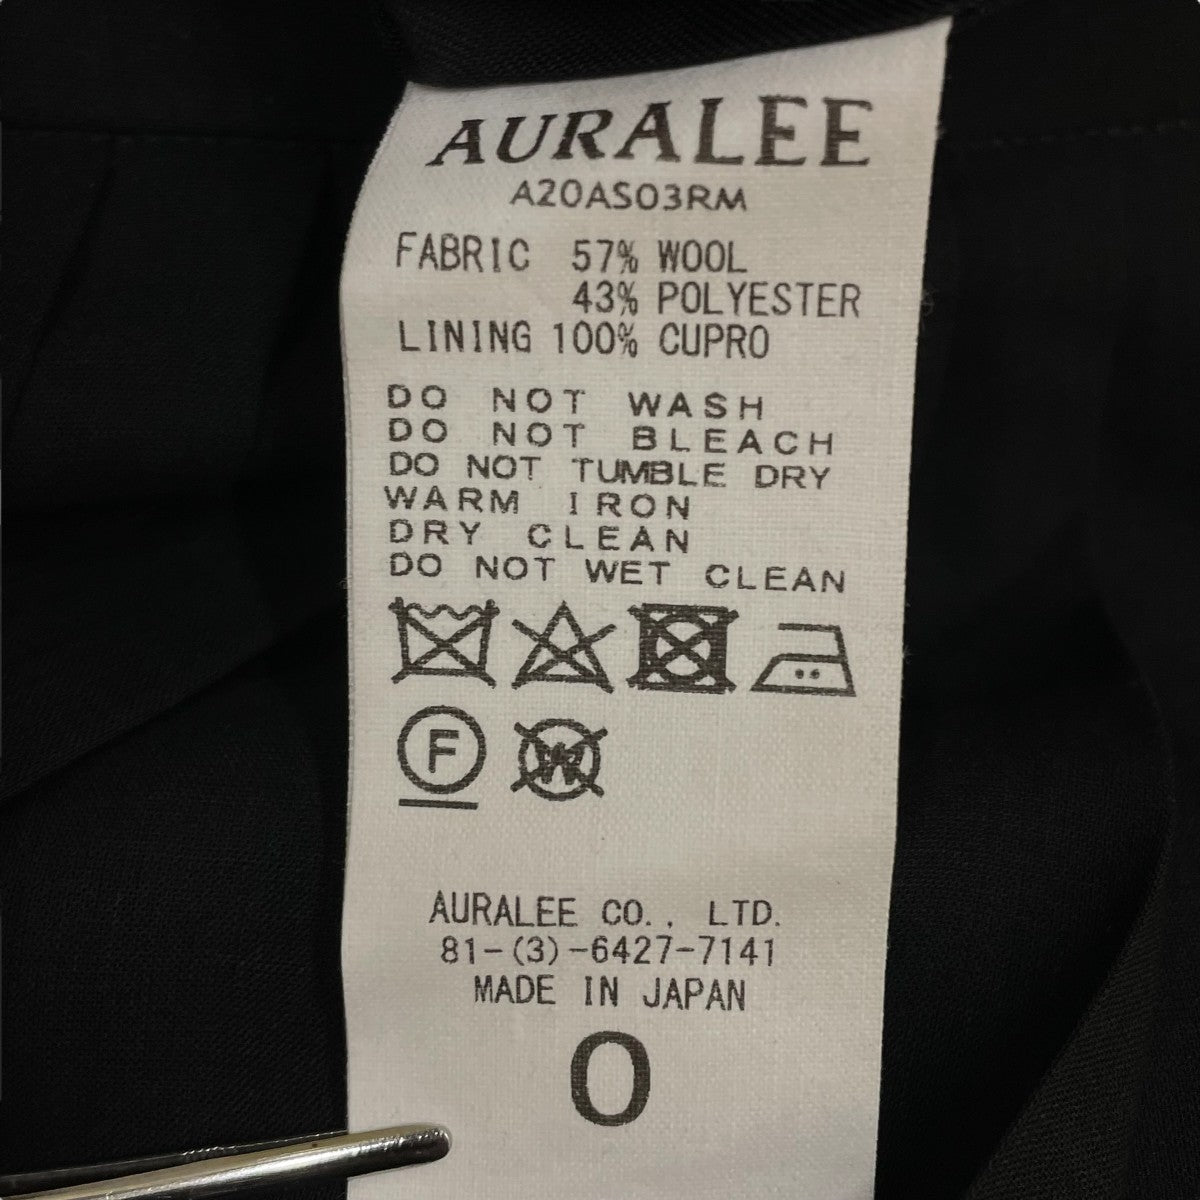 AURALEE
A20AS03RM
FABRIC 57% WOOL
43% POLYESTER
LINING 100% CUPRO
DO NOT WASH
DO NOT BLEACH
DO NOT TUMBLE DRY
WARM IRON
DRY CLEAN
DO NOT WET CLEAN
F W
AURALEE CO., LTD.
81-(3)-6427-7141
MADE IN JAPAN
0